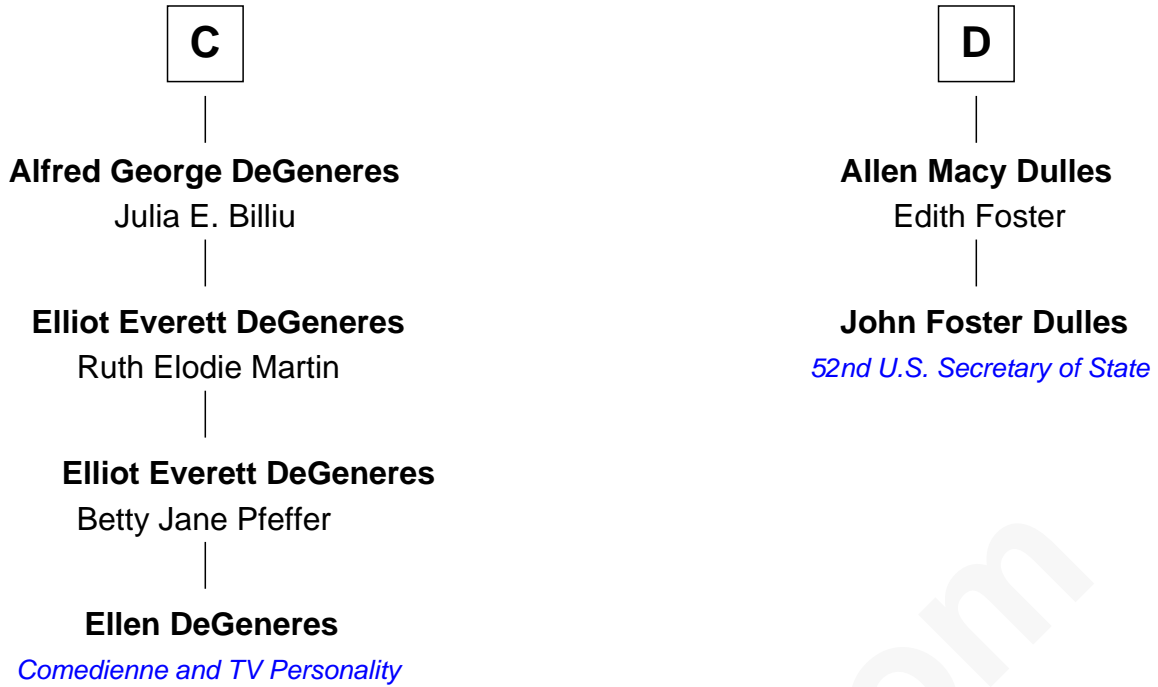 C
Alfred George DeGeneres
Julia E. Billiu
Elliot Everett DeGeneres
Ruth Elodie Martin
Elliot Everett DeGeneres
Betty Jane Pfeffer
Ellen DeGeneres
Comedienne and TV Personality
D
Allen Macy Dulles
Edith Foster
John Foster Dulles
52nd U.S. Secretary of State
om